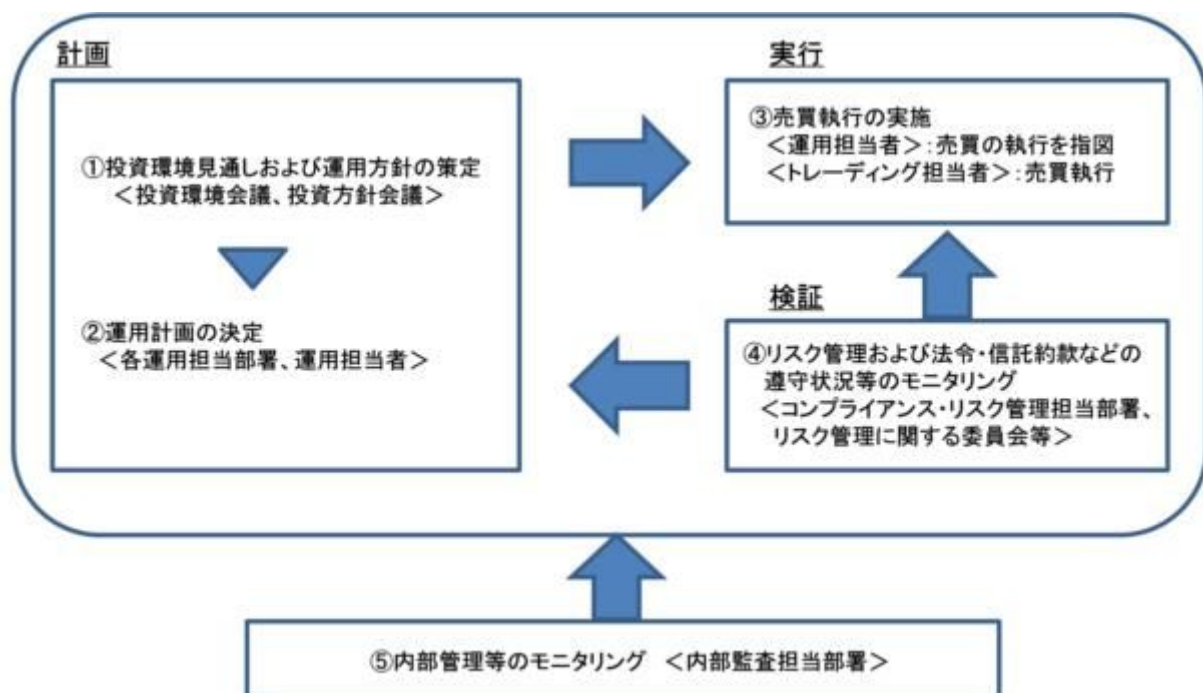 計画
①投資環境見通しおよび運用方針の策定
＜投資環境会議、投資方針会議＞
②運用計画の決定
＜各運用担当部署、運用担当者＞
実行
③売買執行の実施
＜運用担当者＞：売買の執行を指図
＜トレーディング担当者＞：売買執行
検証
④リスク管理および法令・信託約款などの
遵守状況等のモニタリング
＜コンプライアンス・リスク管理担当部署、
リスク管理に関する委員会等＞
⑤内部管理等のモニタリング　＜内部監査担当部署＞